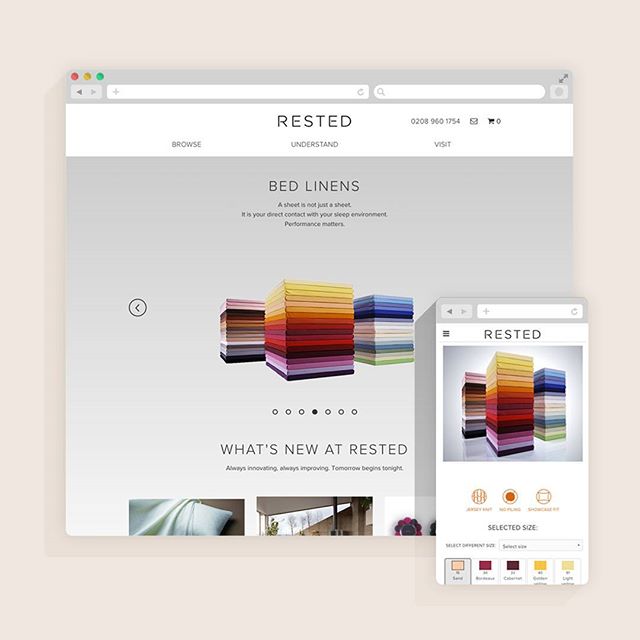 RESTED
0208 960 1754
0
BROWSE
UNDERSTAND
VISIT
BED LINENS
A sheet is not just a sheet.
It is your direct contact with your sleep environment.
Performance matters.
WHAT'S NEW AT RESTED
Always innovating, always improving. Tomorrow begins tonight.
RESTED
JERSEY KNIT
NO PILING
SHOWCASE FIT
SELECTED SIZE:
SELECT DIFFERENT SIZE:
Select size
Sand
Bordeaux
Cabernet
Golden
Light